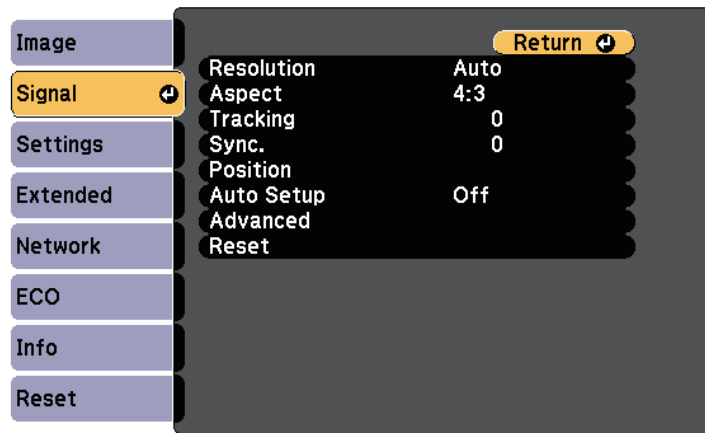 Image
Signal
Settings
Extended
Network
ECO
Info
Reset
Return
Resolution Auto
Aspect 4:3
Tracking 0
Sync. 0
Position
Auto Setup Off
Advanced
Reset